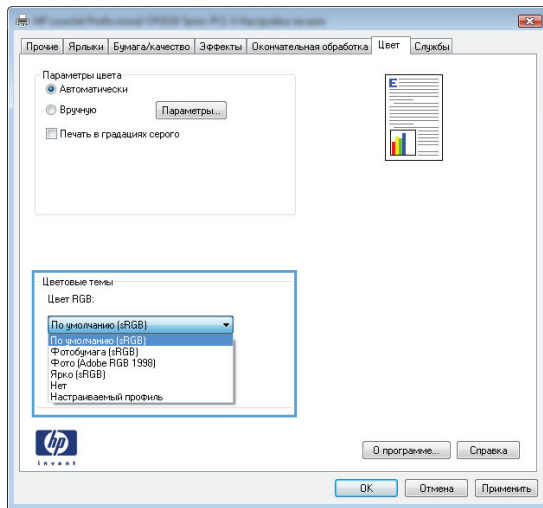 Прочие Ярлыки Бумага/качество Эффекты Окончательная обработка Цвет Службы
Параметры цвета
Автоматически
Вручную Параметры...
Печать в градациях серого
E
Цветовые темы
Цвет RGB:
По умолчанию (sRGB)
По умолчанию (sRGB)
Фотобумага (sRGB)
Фото (Adobe RGB 1998)
Ярко (sRGB)
Нет
Настраиваемый профиль
hp
invent
О программе... Справка
OK Отмена Применить